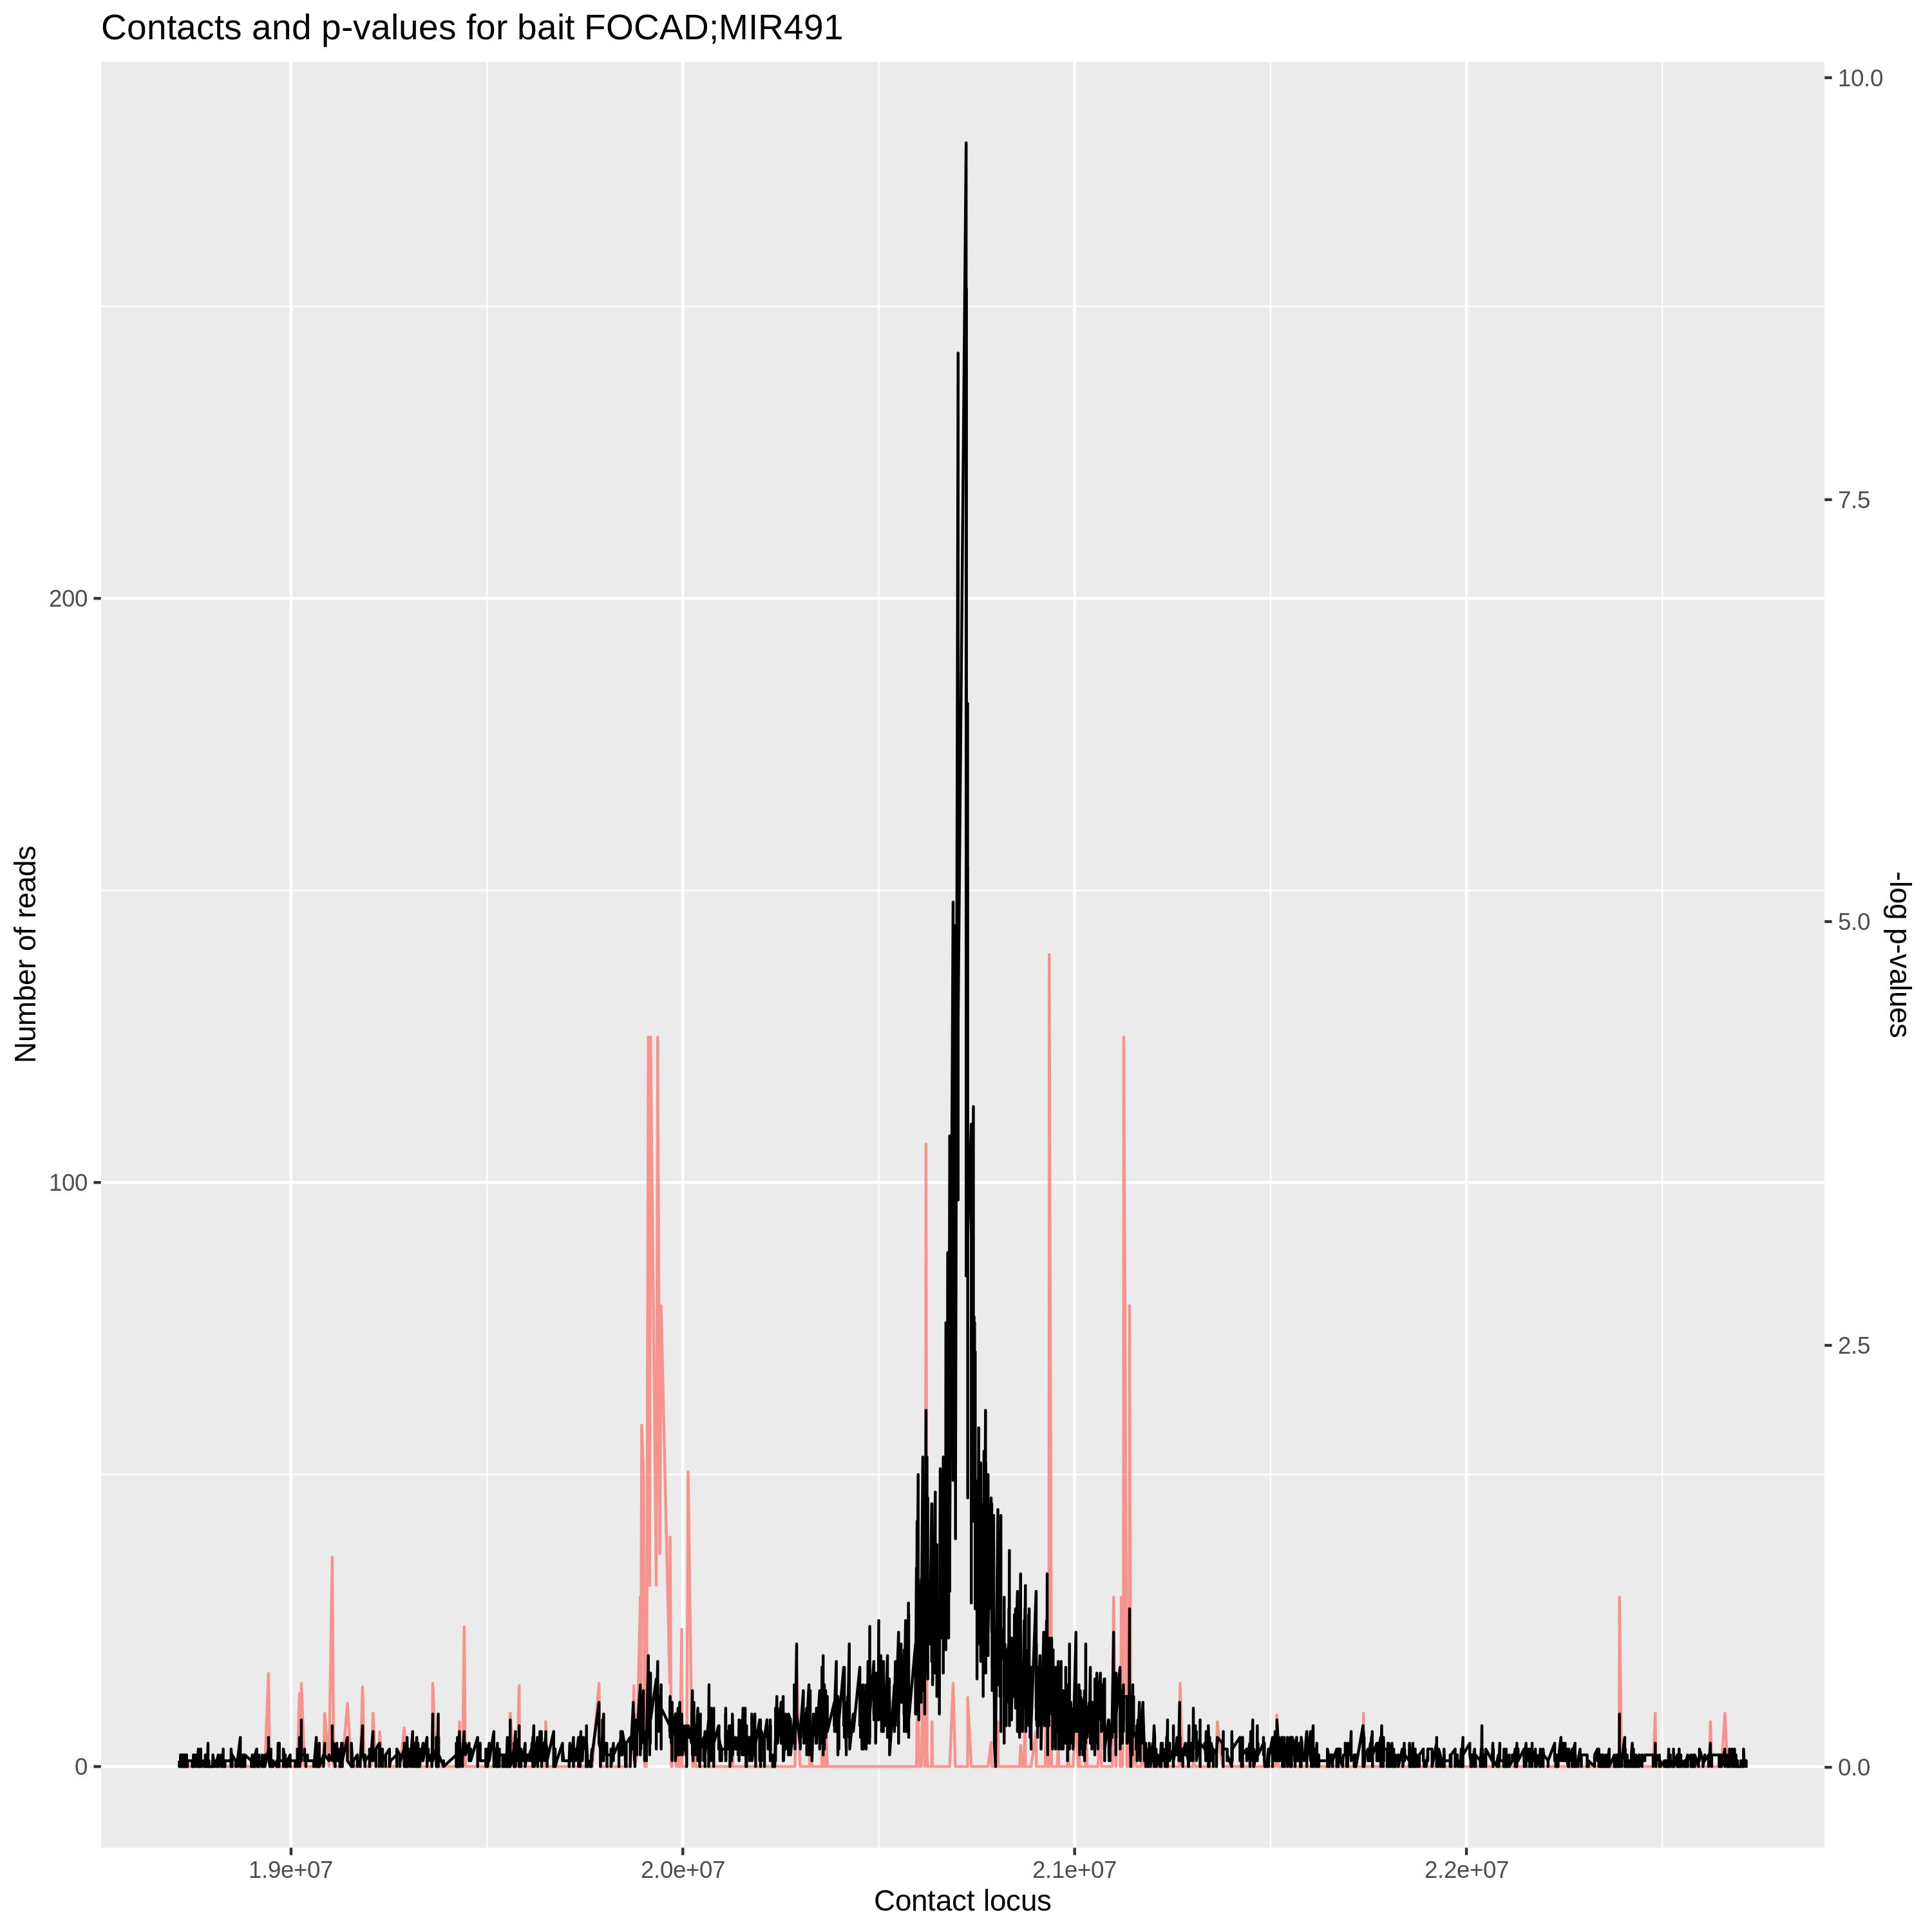 Contacts and p-values for bait FOCAD;MIR491
10.0
7.5
200
5.0
Number of reads
-log p-values
100
2.5
0
0.0
1.9e+07
2.0e+07
2.1e+07
2.2e+07
Contact locus